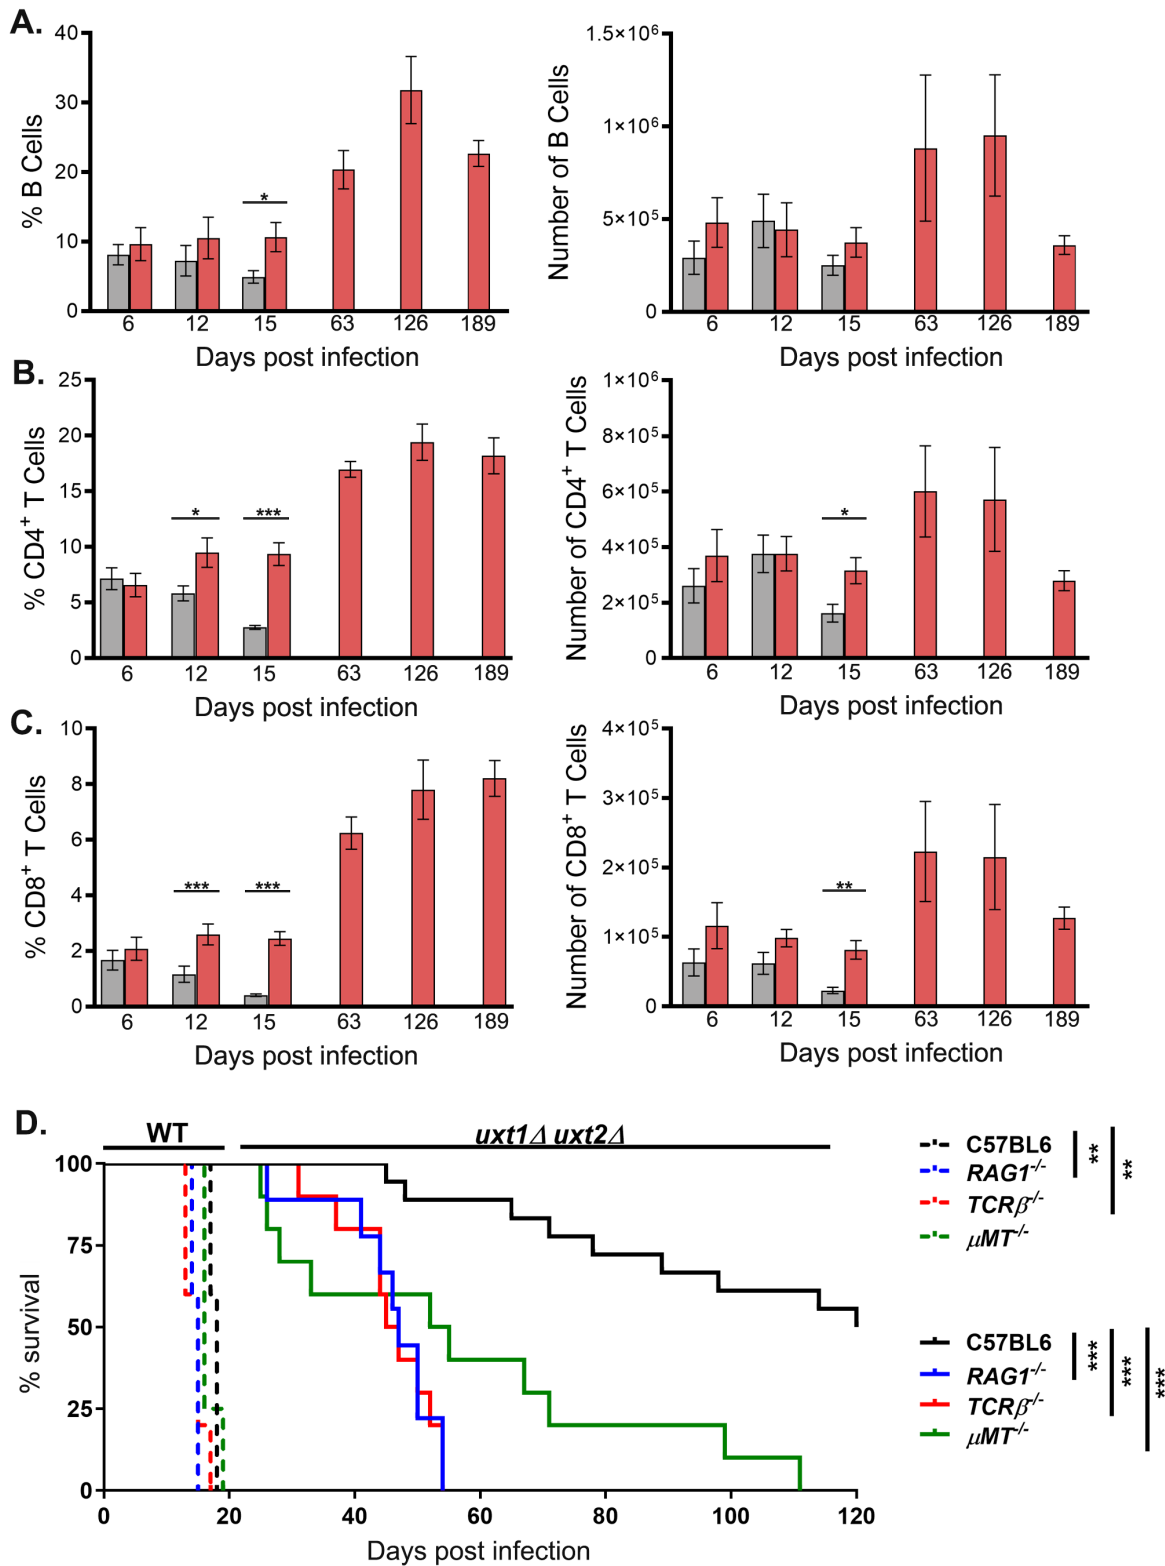 A.
% B Cells
40
30
20
10
0
*
6 12 15 63 126 189
Days post infection
Number of B Cells
1.5×10⁶
1×10⁶
5×10⁵
0
6 12 15 63 126 189
Days post infection
B.
% CD4⁺ T Cells
25
20
15
10
5
0
* ***
6 12 15 63 126 189
Days post infection
Number of CD4⁺ T Cells
1×10⁶
8×10⁵
6×10⁵
4×10⁵
2×10⁵
0
*
6 12 15 63 126 189
Days post infection
C.
% CD8⁺ T Cells
10
8
6
4
2
0
*** ***
6 12 15 63 126 189
Days post infection
Number of CD8⁺ T Cells
4×10⁵
3×10⁵
2×10⁵
1×10⁵
0
**
6 12 15 63 126 189
Days post infection
D.
WT uxt1Δ uxt2Δ
% survival
100
75
50
25
0
0 20 40 60 80 100 120
Days post infection
C57BL6
RAG1⁻/⁻
TCRβ⁻/⁻
μMT⁻/⁻
** **
C57BL6
RAG1⁻/⁻
TCRβ⁻/⁻
μMT⁻/⁻
*** *** ***